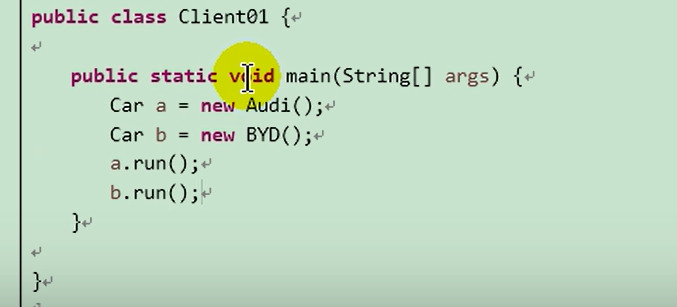 public class Client01 {
public static void main(String[] args) {
Car a = new Audi();
Car b = new BYD();
a.run();
b.run();
}
}